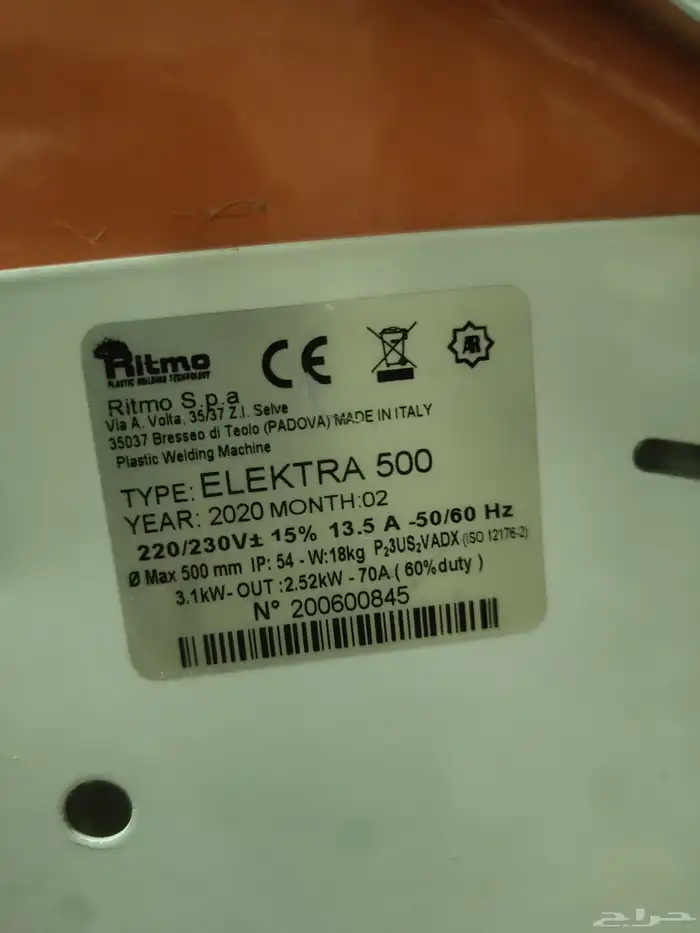 Ritmo
PLASTIC WELDING TECHNOLOGY
CE
Ritmo S.p.a
Via A. Volta, 35/37 Z.I. Selve
35037 Bresseo di Teolo (PADOVA) MADE IN ITALY
Plastic Welding Machine
TYPE: ELEKTRA 500
YEAR: 2020 MONTH:02
220/230V± 15% 13.5 A -50/60 Hz
Ø Max 500 mm IP: 54 - W:18kg P₂3US₂VADX (ISO 12176-2)
3.1kW- OUT :2.52kW - 70A.( 60%duty )
N° 200600845
حراج